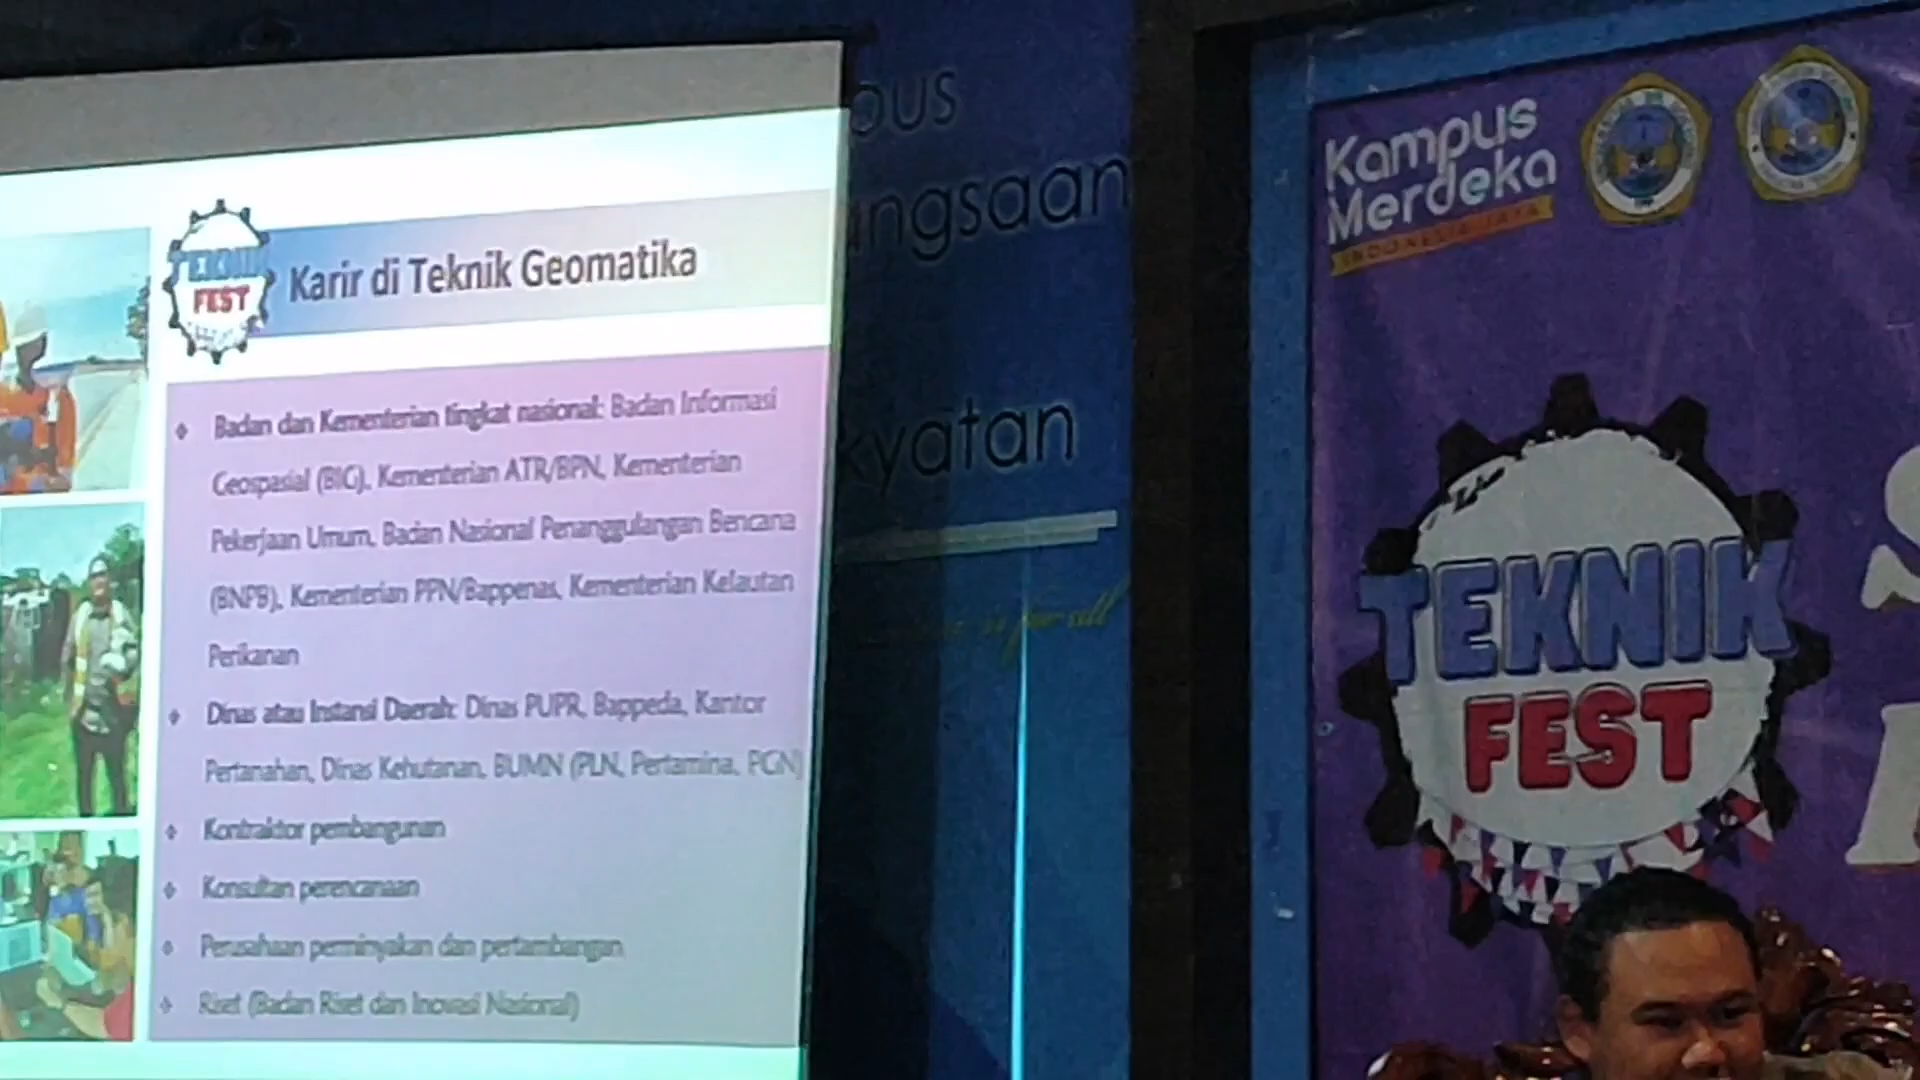 TEKNIK
FEST
Karir di Teknik Geomatika
Badan dan Kementerian tingkat nasional: Badan Informasi
Geospasial (BIG), Kementerian ATR/BPN, Kementerian
Pekerjaan Umum, Badan Nasional Penanggulangan Bencana
(BNPB), Kementerian PPN/Bappenas, Kementerian Kelautan
Perikanan
Dinas atau Instansi Daerah: Dinas PUPR, Bappeda, Kantor
Pertanahan, Dinas Kehutanan, BUMN (PLN, Pertamina, PGN)
Kontraktor pembangunan
Konsultan perencanaan
Perusahaan perminyakan dan pertambangan
Riset (Badan Riset dan Inovasi Nasional)
pus
ngsaan
kyatan
Kampus
Merdeka
INDONESIA JAYA
TEKNIK
FEST